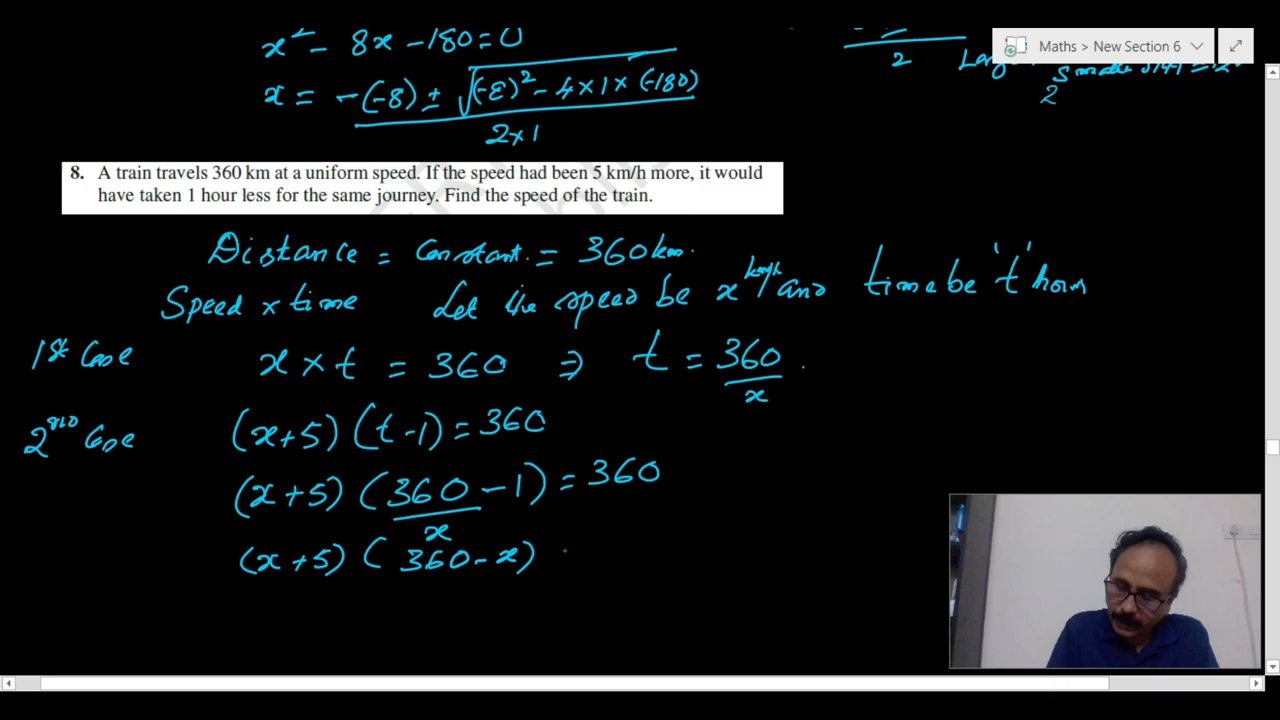 x² - 8x - 180 = 0
x = -(-8) ± √(-8)² - 4 × 1 × (-180)
2 × 1
2
Maths > New Section 6
2
8. A train travels 360 km at a uniform speed. If the speed had been 5 km/h more, it would
have taken 1 hour less for the same journey. Find the speed of the train.
Distance = Constant. = 360 km.
Speed × time Let the speed be x km/h and time be 't' hours
1st Case x × t = 360 ⇒ t = 360/x .
2nd Case (x+5) (t-1) = 360
(x+5) (360/x - 1) = 360
(x+5) (360 - x)